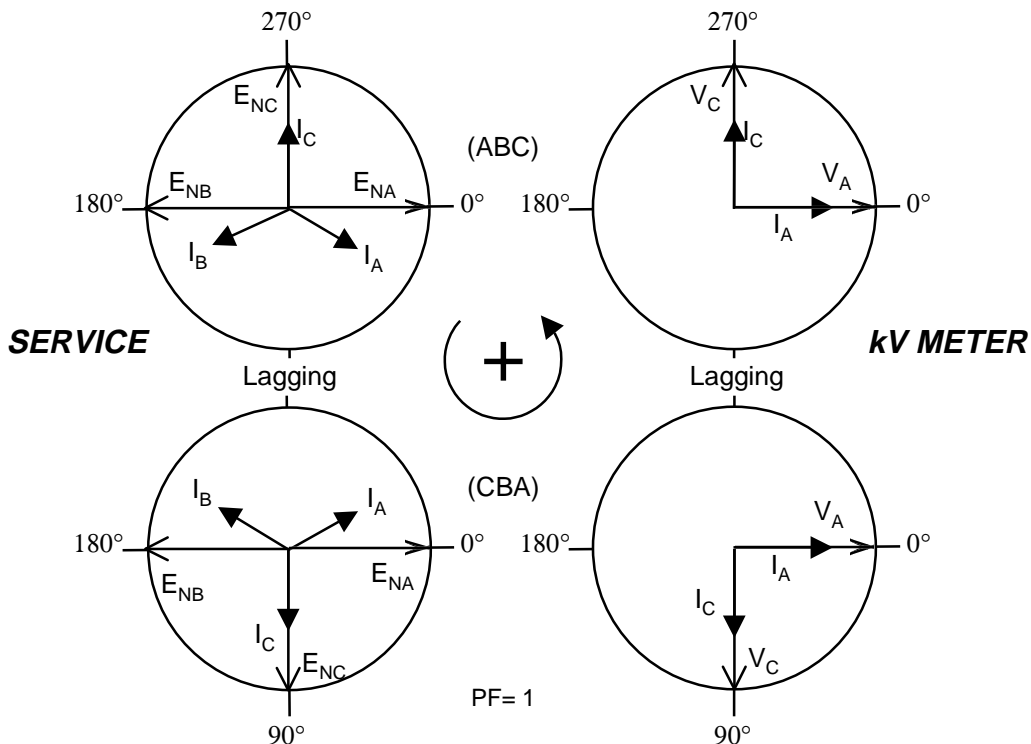 270°
270°
E_NC
I_C
V_C
I_C
(ABC)
E_NB
E_NA
V_A
180°
0°
180°
0°
I_B
I_A
I_A
SERVICE
+
kV METER
Lagging
Lagging
(CBA)
I_B
I_A
V_A
180°
0°
180°
0°
E_NB
E_NA
I_A
I_C
I_C
E_NC
V_C
PF= 1
90°
90°